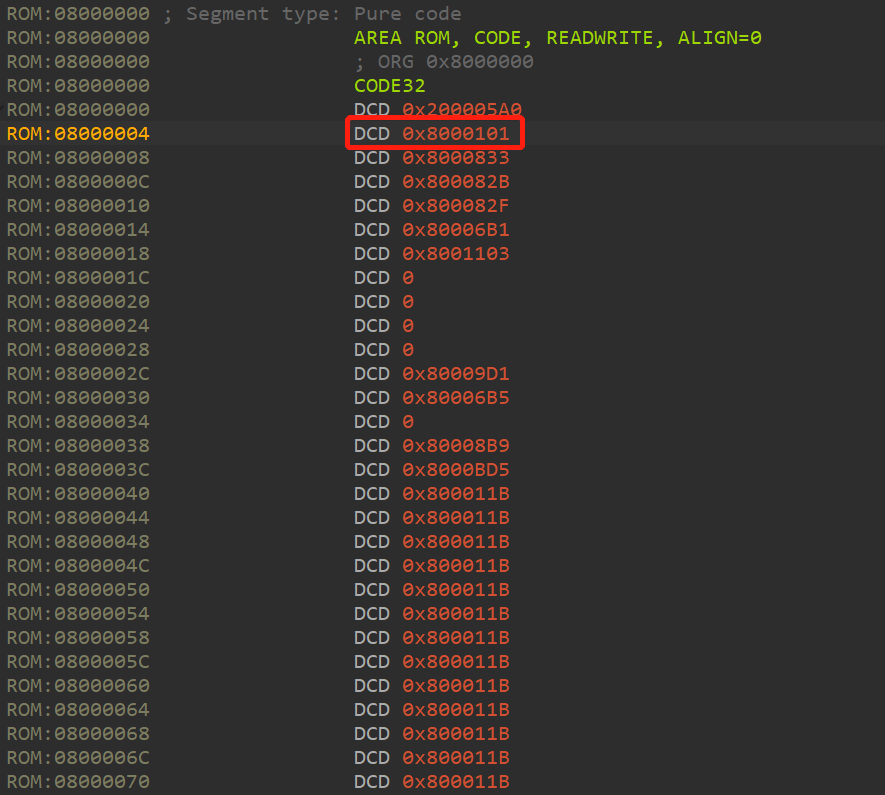 ROM:08000000 ; Segment type: Pure code
ROM:08000000 AREA ROM, CODE, READWRITE, ALIGN=0
ROM:08000000 ; ORG 0x8000000
ROM:08000000 CODE32
ROM:08000000 DCD 0x200005A0
ROM:08000004 DCD 0x8000101
ROM:08000008 DCD 0x8000833
ROM:0800000C DCD 0x800082B
ROM:08000010 DCD 0x800082F
ROM:08000014 DCD 0x80006B1
ROM:08000018 DCD 0x8001103
ROM:0800001C DCD 0
ROM:08000020 DCD 0
ROM:08000024 DCD 0
ROM:08000028 DCD 0
ROM:0800002C DCD 0x80009D1
ROM:08000030 DCD 0x80006B5
ROM:08000034 DCD 0
ROM:08000038 DCD 0x80008B9
ROM:0800003C DCD 0x8000BD5
ROM:08000040 DCD 0x800011B
ROM:08000044 DCD 0x800011B
ROM:08000048 DCD 0x800011B
ROM:0800004C DCD 0x800011B
ROM:08000050 DCD 0x800011B
ROM:08000054 DCD 0x800011B
ROM:08000058 DCD 0x800011B
ROM:0800005C DCD 0x800011B
ROM:08000060 DCD 0x800011B
ROM:08000064 DCD 0x800011B
ROM:08000068 DCD 0x800011B
ROM:0800006C DCD 0x800011B
ROM:08000070 DCD 0x800011B